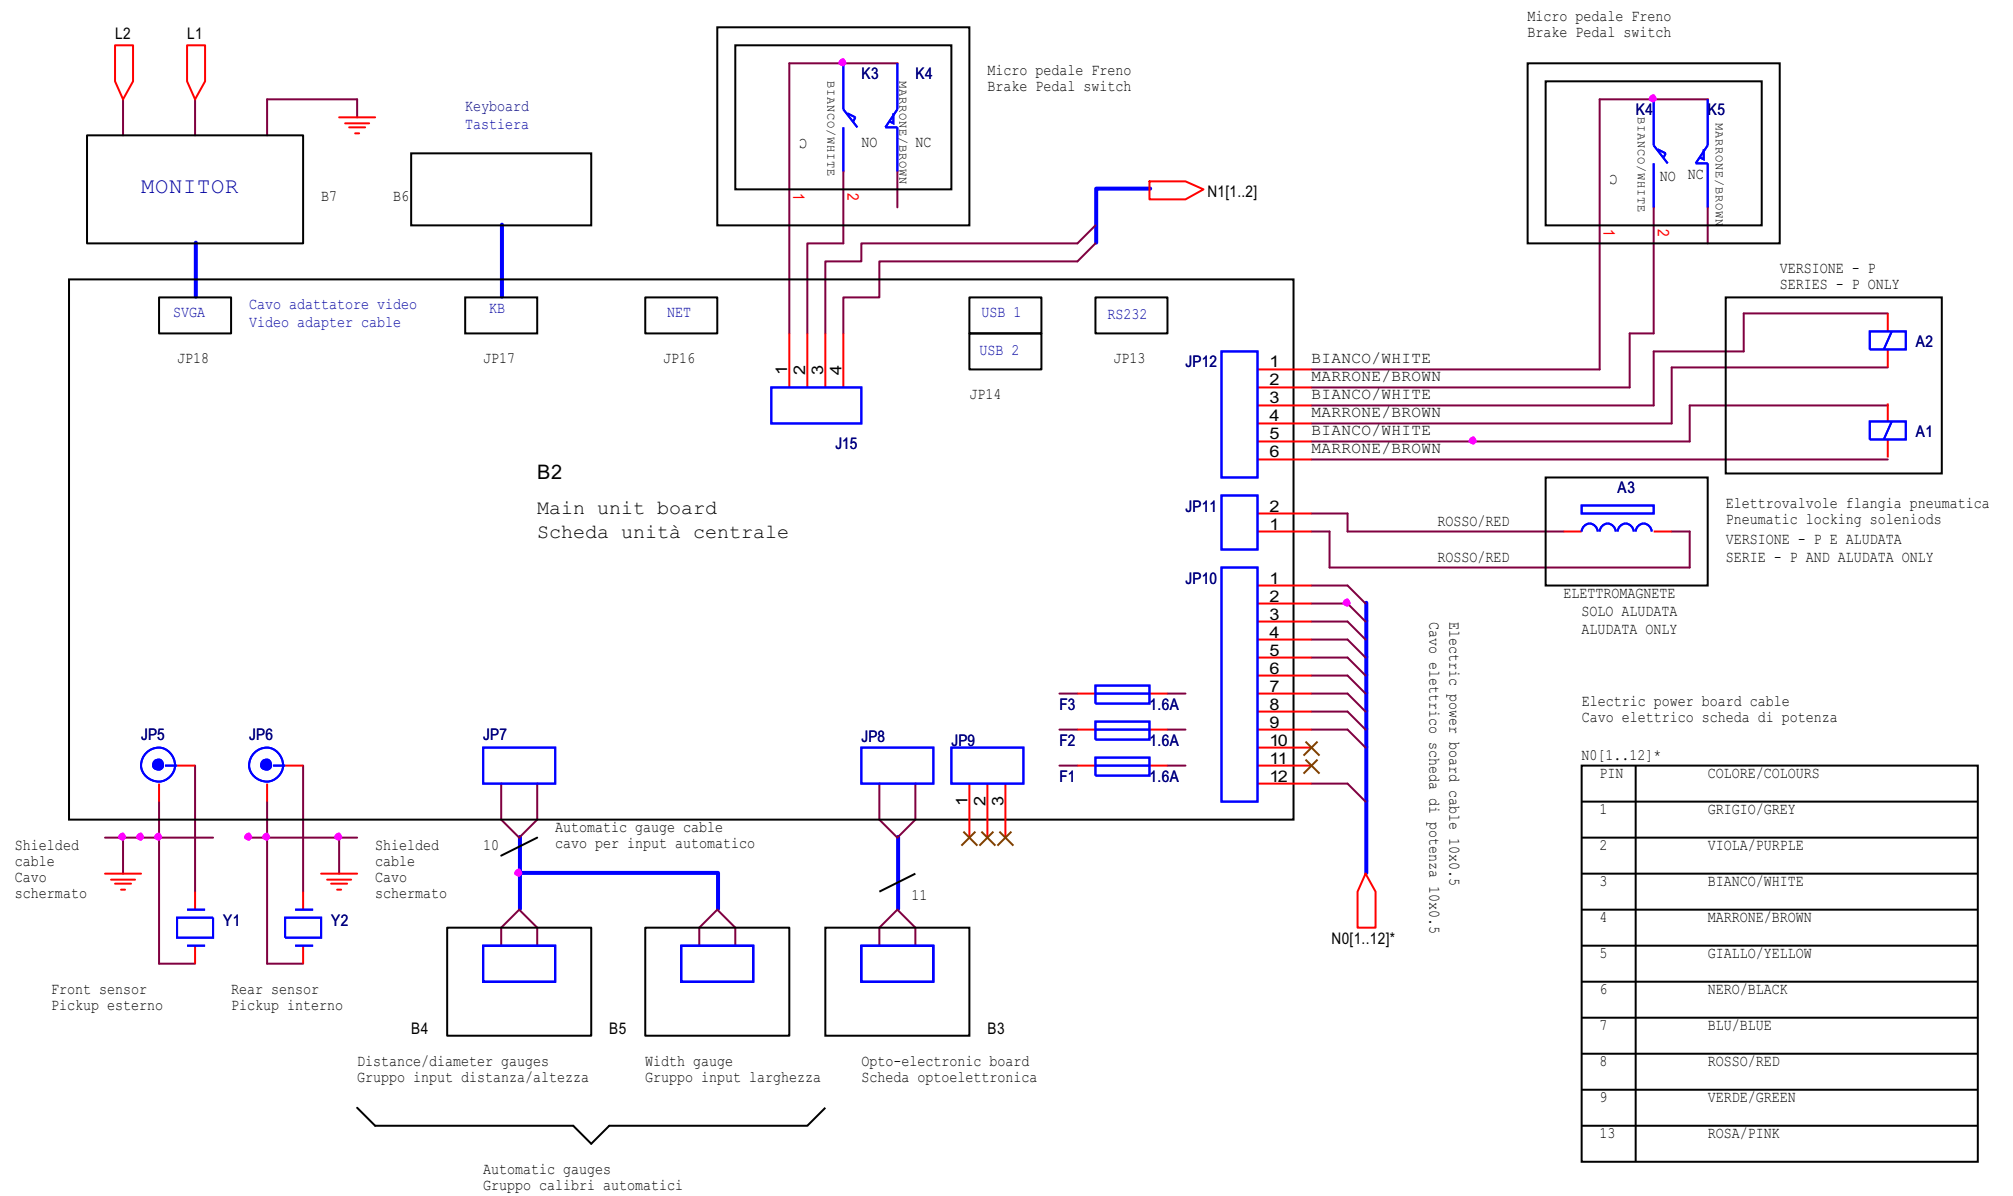 L2
L1
MONITOR
B7
Keyboard
Tastiera
B6
K3
K4
BIANCO/WHITE
MARRONE/BROWN
C
NO
NC
1
2
Micro pedale Freno
Brake Pedal switch
N1[1..2]
Micro pedale Freno
Brake Pedal switch
K4
K5
BIANCO/WHITE
MARRONE/BROWN
C
NO
NC
1
2
VERSIONE - P
SERIES - P ONLY
A2
A1
SVGA
Cavo adattatore video
Video adapter cable
JP18
KB
JP17
NET
JP16
1
2
3
4
J15
USB 1
USB 2
JP14
RS232
JP13
JP12
1
2
3
4
5
6
BIANCO/WHITE
MARRONE/BROWN
BIANCO/WHITE
MARRONE/BROWN
BIANCO/WHITE
MARRONE/BROWN
B2
Main unit board
Scheda unità centrale
JP11
2
1
ROSSO/RED
ROSSO/RED
A3
ELETTROMAGNETE
SOLO ALUDATA
ALUDATA ONLY
Elettrovalvole flangia pneumatica
Pneumatic locking soleniods
VERSIONE - P E ALUDATA
SERIE - P AND ALUDATA ONLY
JP10
1
2
3
4
5
6
7
8
9
10
11
12
Electric power board cable 10x0.5
Cavo elettrico scheda di potenza 10x0.5
N0[1..12]*
F3
1.6A
F2
1.6A
F1
1.6A
JP5
JP6
JP7
JP8
JP9
1
2
3
Shielded
cable
Cavo
schermato
Shielded
cable
Cavo
schermato
Y1
Y2
Front sensor
Pickup esterno
Rear sensor
Pickup interno
10
Automatic gauge cable
cavo per input automatico
11
B4
B5
B3
Distance/diameter gauges
Gruppo input distanza/altezza
Width gauge
Gruppo input larghezza
Opto-electronic board
Scheda optoelettronica
Automatic gauges
Gruppo calibri automatici
Electric power board cable
Cavo elettrico scheda di potenza
N0[1..12]*
PIN COLORE/COLOURS
1 GRIGIO/GREY
2 VIOLA/PURPLE
3 BIANCO/WHITE
4 MARRONE/BROWN
5 GIALLO/YELLOW
6 NERO/BLACK
7 BLU/BLUE
8 ROSSO/RED
9 VERDE/GREEN
13 ROSA/PINK